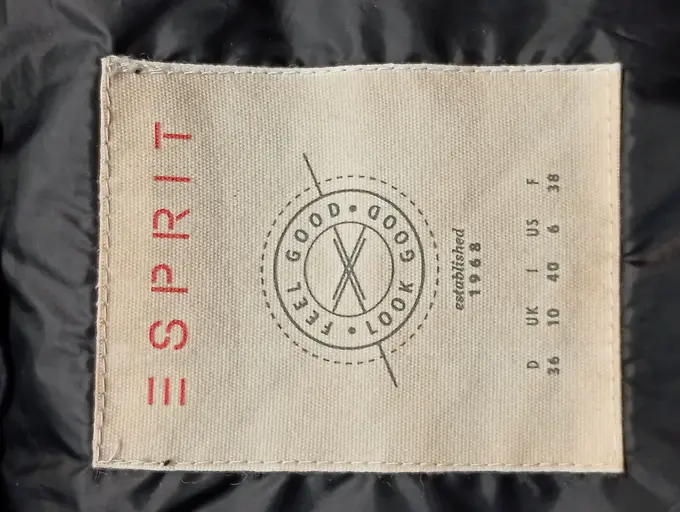 ESPRIT
FEEL GOOD • LOOK GOOD •
established
1968
D UK I US F
36 10 40 6 38